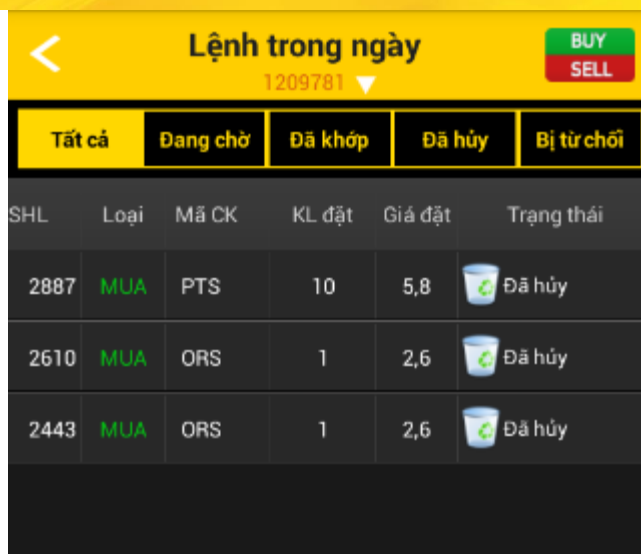 Lệnh trong ngày
1209781
BUY
SELL
Tất cả Đang chờ Đã khớp Đã hủy Bị từ chối
SHL Loại Mã CK KL đặt Giá đặt Trạng thái
2887 MUA PTS 10 5,8 Đã hủy
2610 MUA ORS 1 2,6 Đã hủy
2443 MUA ORS 1 2,6 Đã hủy